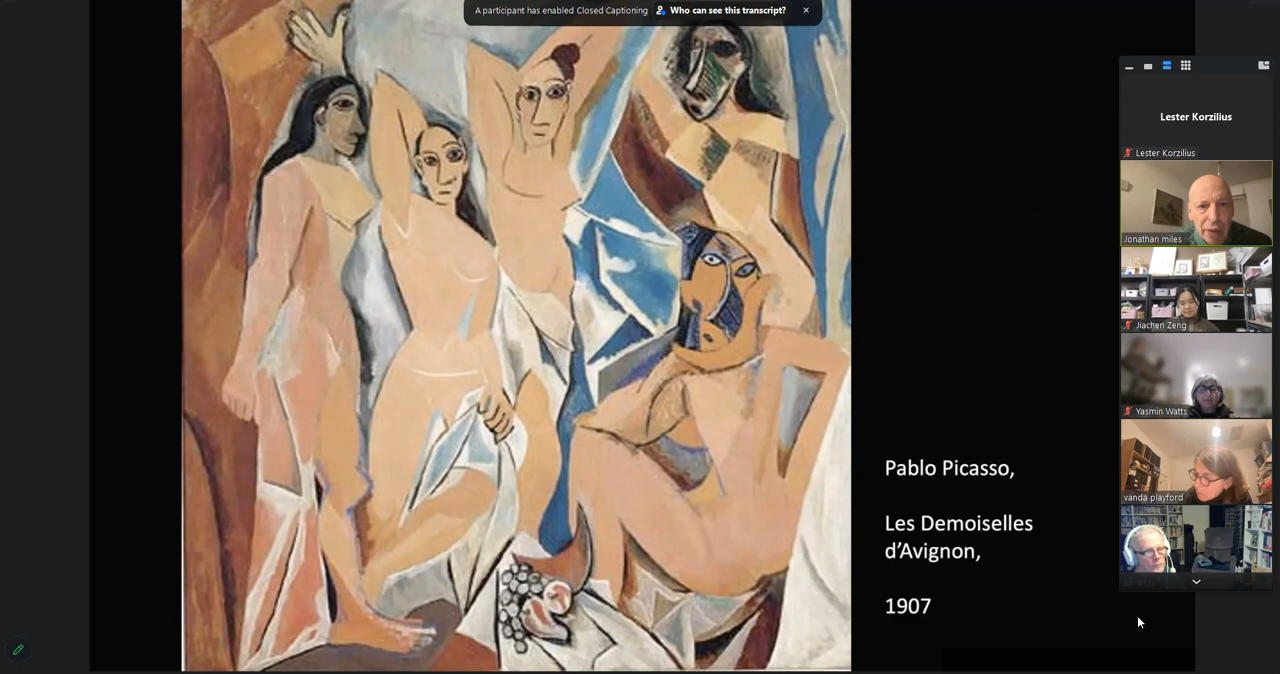 A participant has enabled Closed Captioning Who can see this transcript?
Lester Korzilius
Lester Korzilius
Jonathan miles
Jiachen Zeng
Yasmin Watts
vanda playford
Pablo Picasso,
Les Demoiselles
d'Avignon,
1907